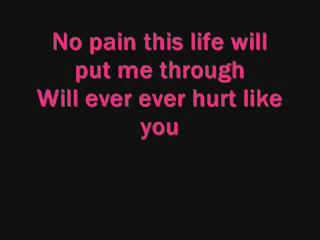 No pain this life will
put me through
Will ever ever hurt like
you